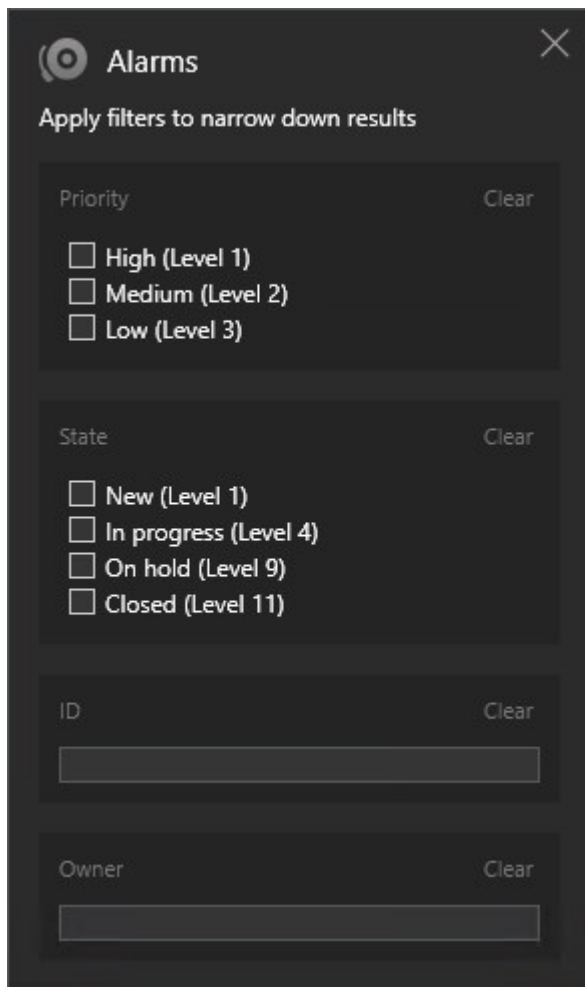 Alarms
Apply filters to narrow down results
Priority Clear
High (Level 1)
Medium (Level 2)
Low (Level 3)
State Clear
New (Level 1)
In progress (Level 4)
On hold (Level 9)
Closed (Level 11)
ID Clear
Owner Clear